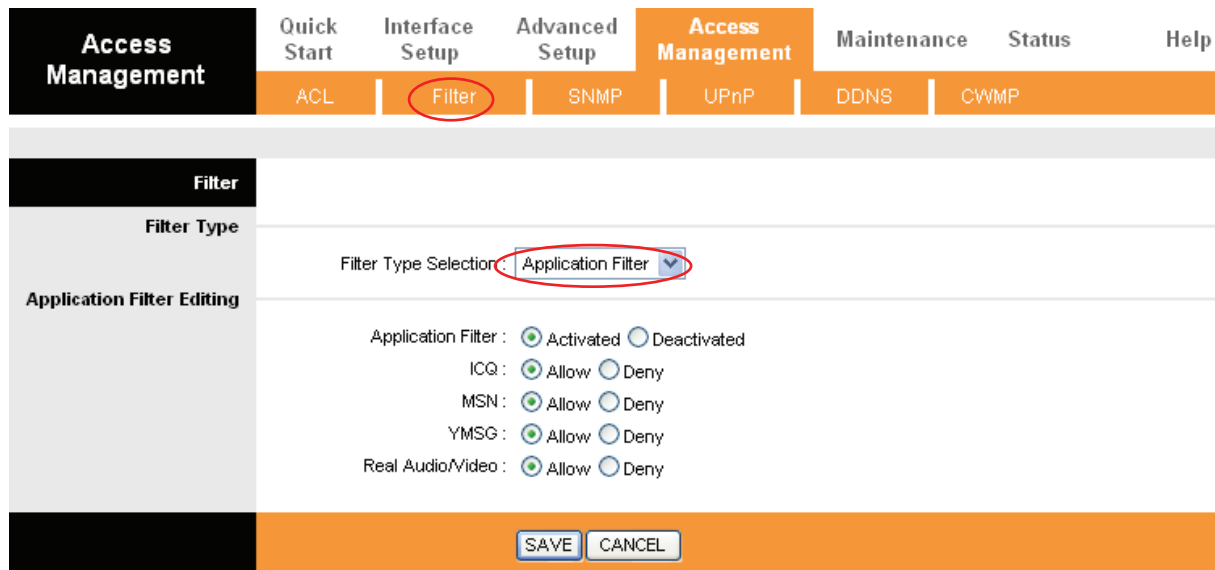 Access Management
Quick Start
Interface Setup
Advanced Setup
Access Management
Maintenance
Status
Help
ACL
Filter
SNMP
UPnP
DDNS
CWMP
Filter
Filter Type
Filter Type Selection : Application Filter
Application Filter Editing
Application Filter : Activated Deactivated
ICQ : Allow Deny
MSN : Allow Deny
YMSG : Allow Deny
Real Audio/Video : Allow Deny
SAVE CANCEL